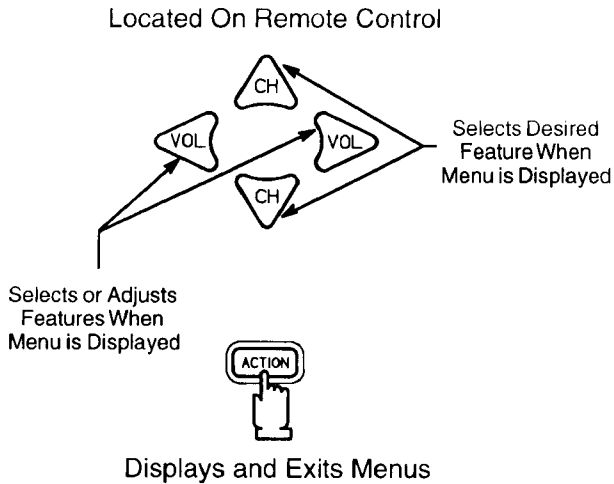 Located On Remote Control
CH
VOL
VOL
CH
Selects Desired
Feature When
Menu is Displayed
Selects or Adjusts
Features When
Menu is Displayed
ACTION
Displays and Exits Menus